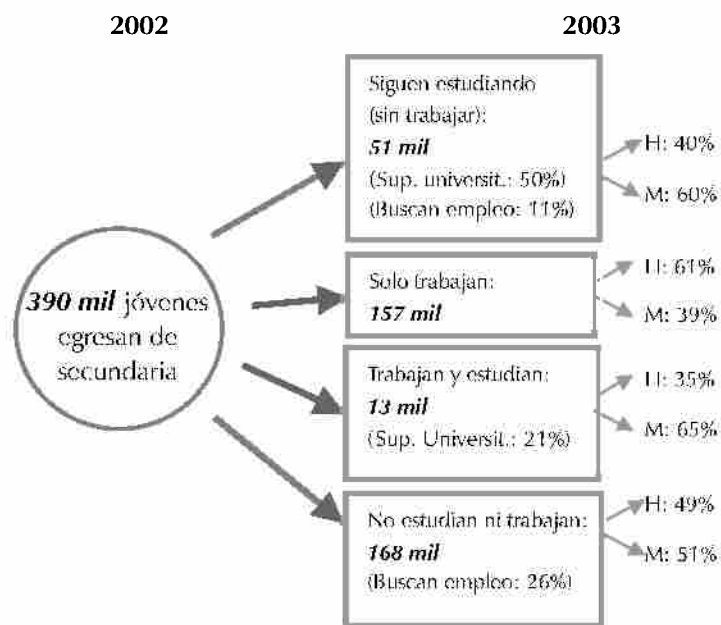 2002
2003
390 mil jóvenes
egresan de
secundaria
Siguen estudiando
(sin trabajar):
51 mil
(Sup. universit.: 50%)
(Buscan empleo: 11%)
H: 40%
M: 60%
Solo trabajan:
157 mil
H: 61%
M: 39%
Trabajan y estudian:
13 mil
(Sup. Universit.: 21%)
H: 35%
M: 65%
No estudian ni trabajan:
168 mil
(Buscan empleo: 26%)
H: 49%
M: 51%